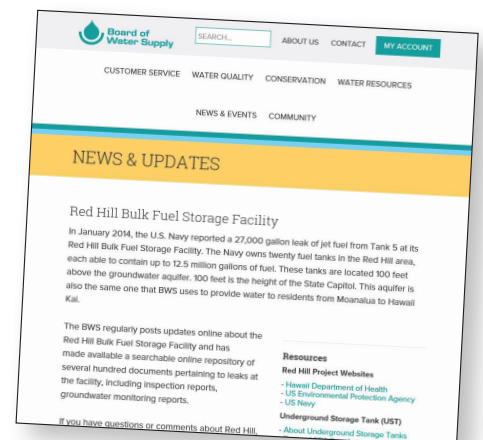 Board of
Water Supply
SEARCH...
ABOUT US
CONTACT
MY ACCOUNT
CUSTOMER SERVICE
WATER QUALITY
CONSERVATION
WATER RESOURCES
NEWS & EVENTS
COMMUNITY
NEWS & UPDATES
Red Hill Bulk Fuel Storage Facility
In January 2014, the U.S. Navy reported a 27,000 gallon leak of jet fuel from Tank 5 at its
Red Hill Bulk Fuel Storage Facility. The Navy owns twenty fuel tanks in the Red Hill area,
each able to contain up to 12.5 million gallons of fuel. These tanks are located 100 feet
above the groundwater aquifer. 100 feet is the height of the State Capitol. This aquifer is
also the same one that BWS uses to provide water to residents from Moanalua to Hawaii
Kai.
The BWS regularly posts updates online about the
Red Hill Bulk Fuel Storage Facility and has
made available a searchable online repository of
several hundred documents pertaining to leaks at
the facility, including inspection reports,
groundwater monitoring reports.
If you have questions or comments about Red Hill,
Resources
Red Hill Project Websites
- Hawaii Department of Health
- US Environmental Protection Agency
- US Navy
Underground Storage Tank (UST)
- About Underground Storage Tanks